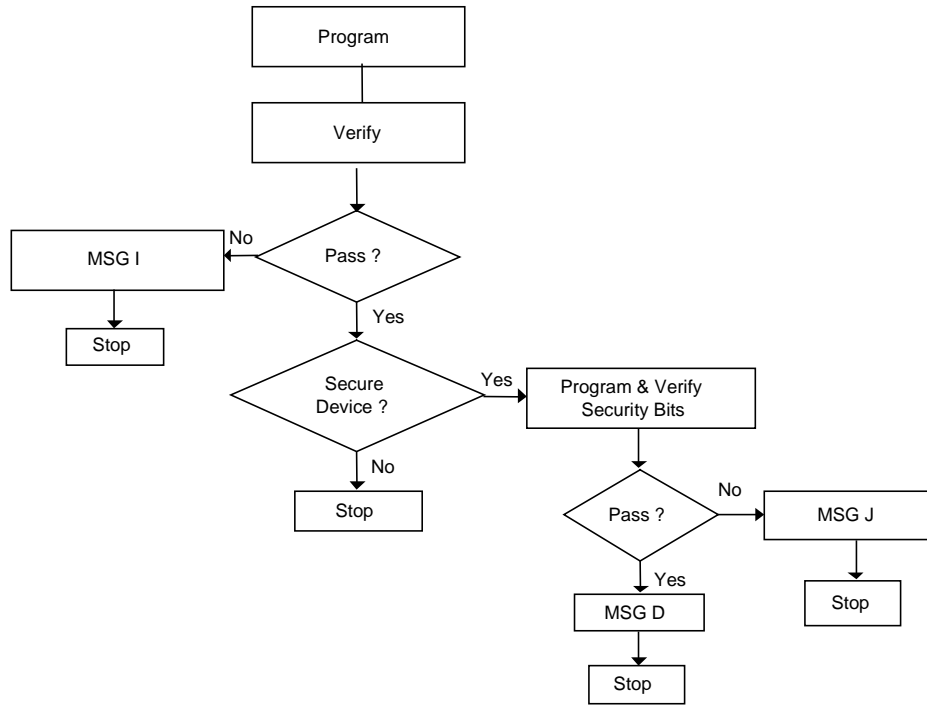 Program
Verify
Pass ?
No
MSG I
Stop
Yes
Secure
Device ?
Yes
Program & Verify
Security Bits
No
Stop
Pass ?
No
MSG J
Stop
Yes
MSG D
Stop